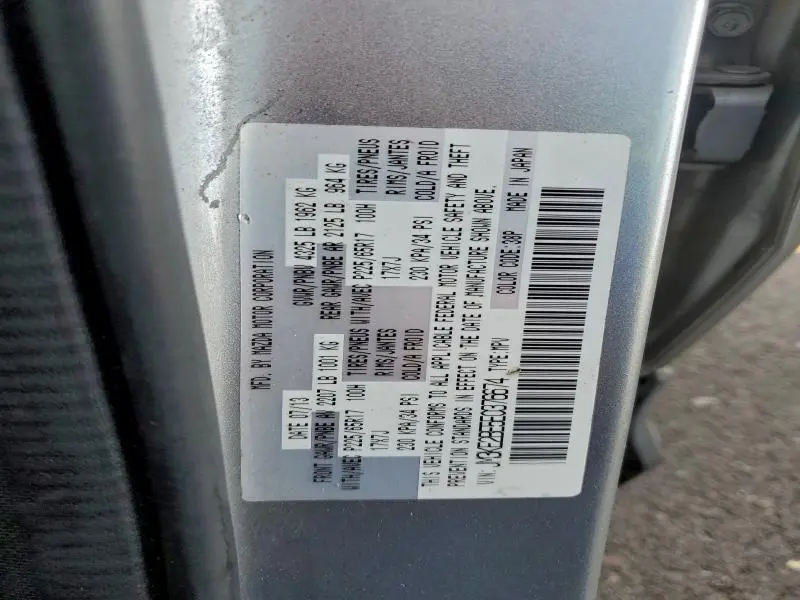 MFD. BY MAZDA MOTOR CORPORATION
DATE 07/13 GVWR/PNBV 4325 LB 1962 KG
FRONT GAWR/PNBE AV 2207 LB 1001 KG REAR GAWR/PNBE AR 2125 LB 964 KG
WITH/AVEC P225/65R17 100H TIRES/PNEUS WITH/AVEC P225/65R17 100H TIRES/PNEUS
17X7J RIMS/JANTES 17X7J RIMS/JANTES
230 KPA/34 PSI COLD/A FROID 230 KPA/34 PSI COLD/A FROID
THIS VEHICLE CONFORMS TO ALL APPLICABLE FEDERAL MOTOR VEHICLE SAFETY AND THEFT
PREVENTION STANDARDS IN EFFECT ON THE DATE OF MANUFACTURE SHOWN ABOVE.
VIN: JM3KE2BE5E0376674 TYPE: MPV COLOR CODE: 38P MADE IN JAPAN